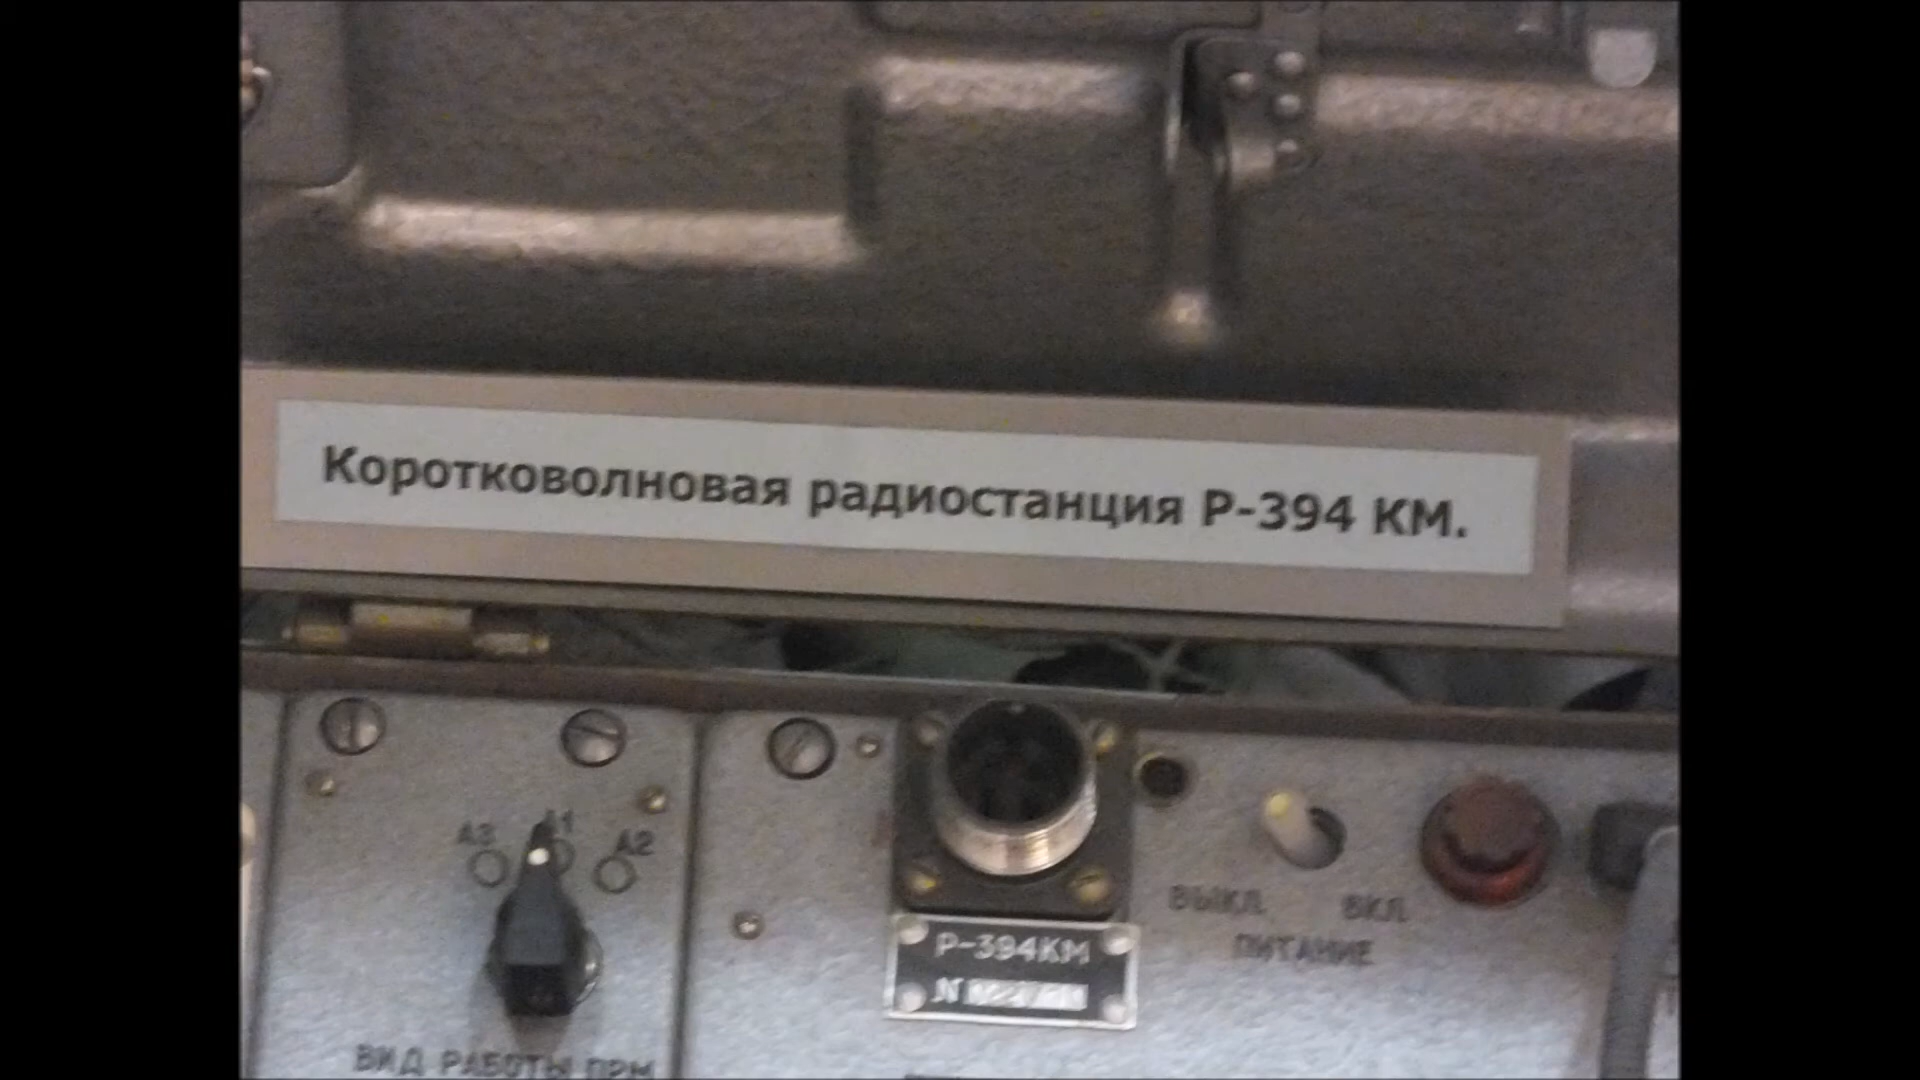 Коротковолновая радиостанция Р-394 КМ.
А3 А1 А2
ВЫКЛ ВКЛ
ПИТАНИЕ
Р-394КМ
N
ВИД РАБОТЫ ПРМ